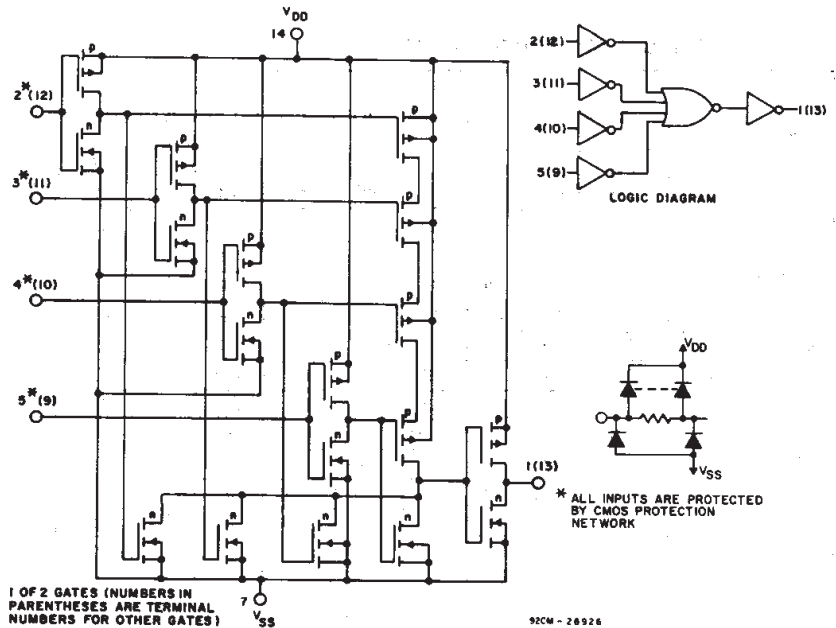 VDD
14
p
2*(12)
n
p
3*(11)
n
p
4*(10)
n
p
5*(9)
n
p
p
p
p
p
n
1(13)
n
n
n
n
7
VSS
1 OF 2 GATES (NUMBERS IN
PARENTHESES ARE TERMINAL
NUMBERS FOR OTHER GATES)
2(12)
3(11)
4(10)
5(9)
1(13)
LOGIC DIAGRAM
VDD
VSS
* ALL INPUTS ARE PROTECTED
BY CMOS PROTECTION
NETWORK
92CM-28926